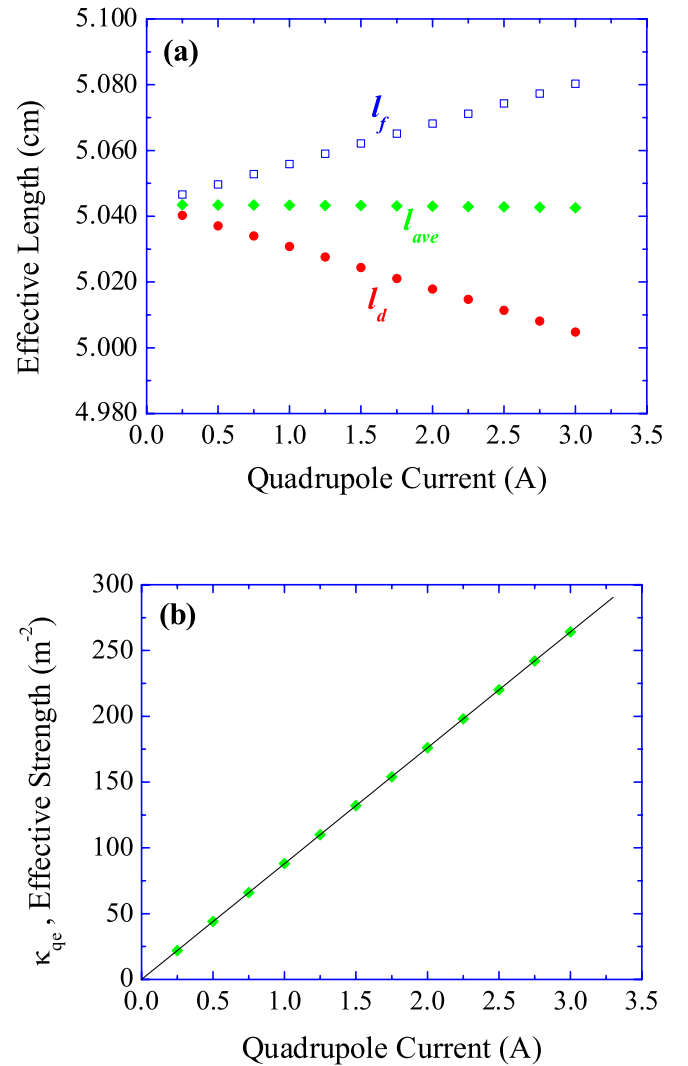 (a)
5.100
5.080
5.060
5.040
5.020
5.000
4.980
Effective Length (cm)
l_f
l_ave
l_d
0.0 0.5 1.0 1.5 2.0 2.5 3.0 3.5
Quadrupole Current (A)
(b)
300
250
200
150
100
50
0
κ_qe , Effective Strength (m^-2)
0.0 0.5 1.0 1.5 2.0 2.5 3.0 3.5
Quadrupole Current (A)